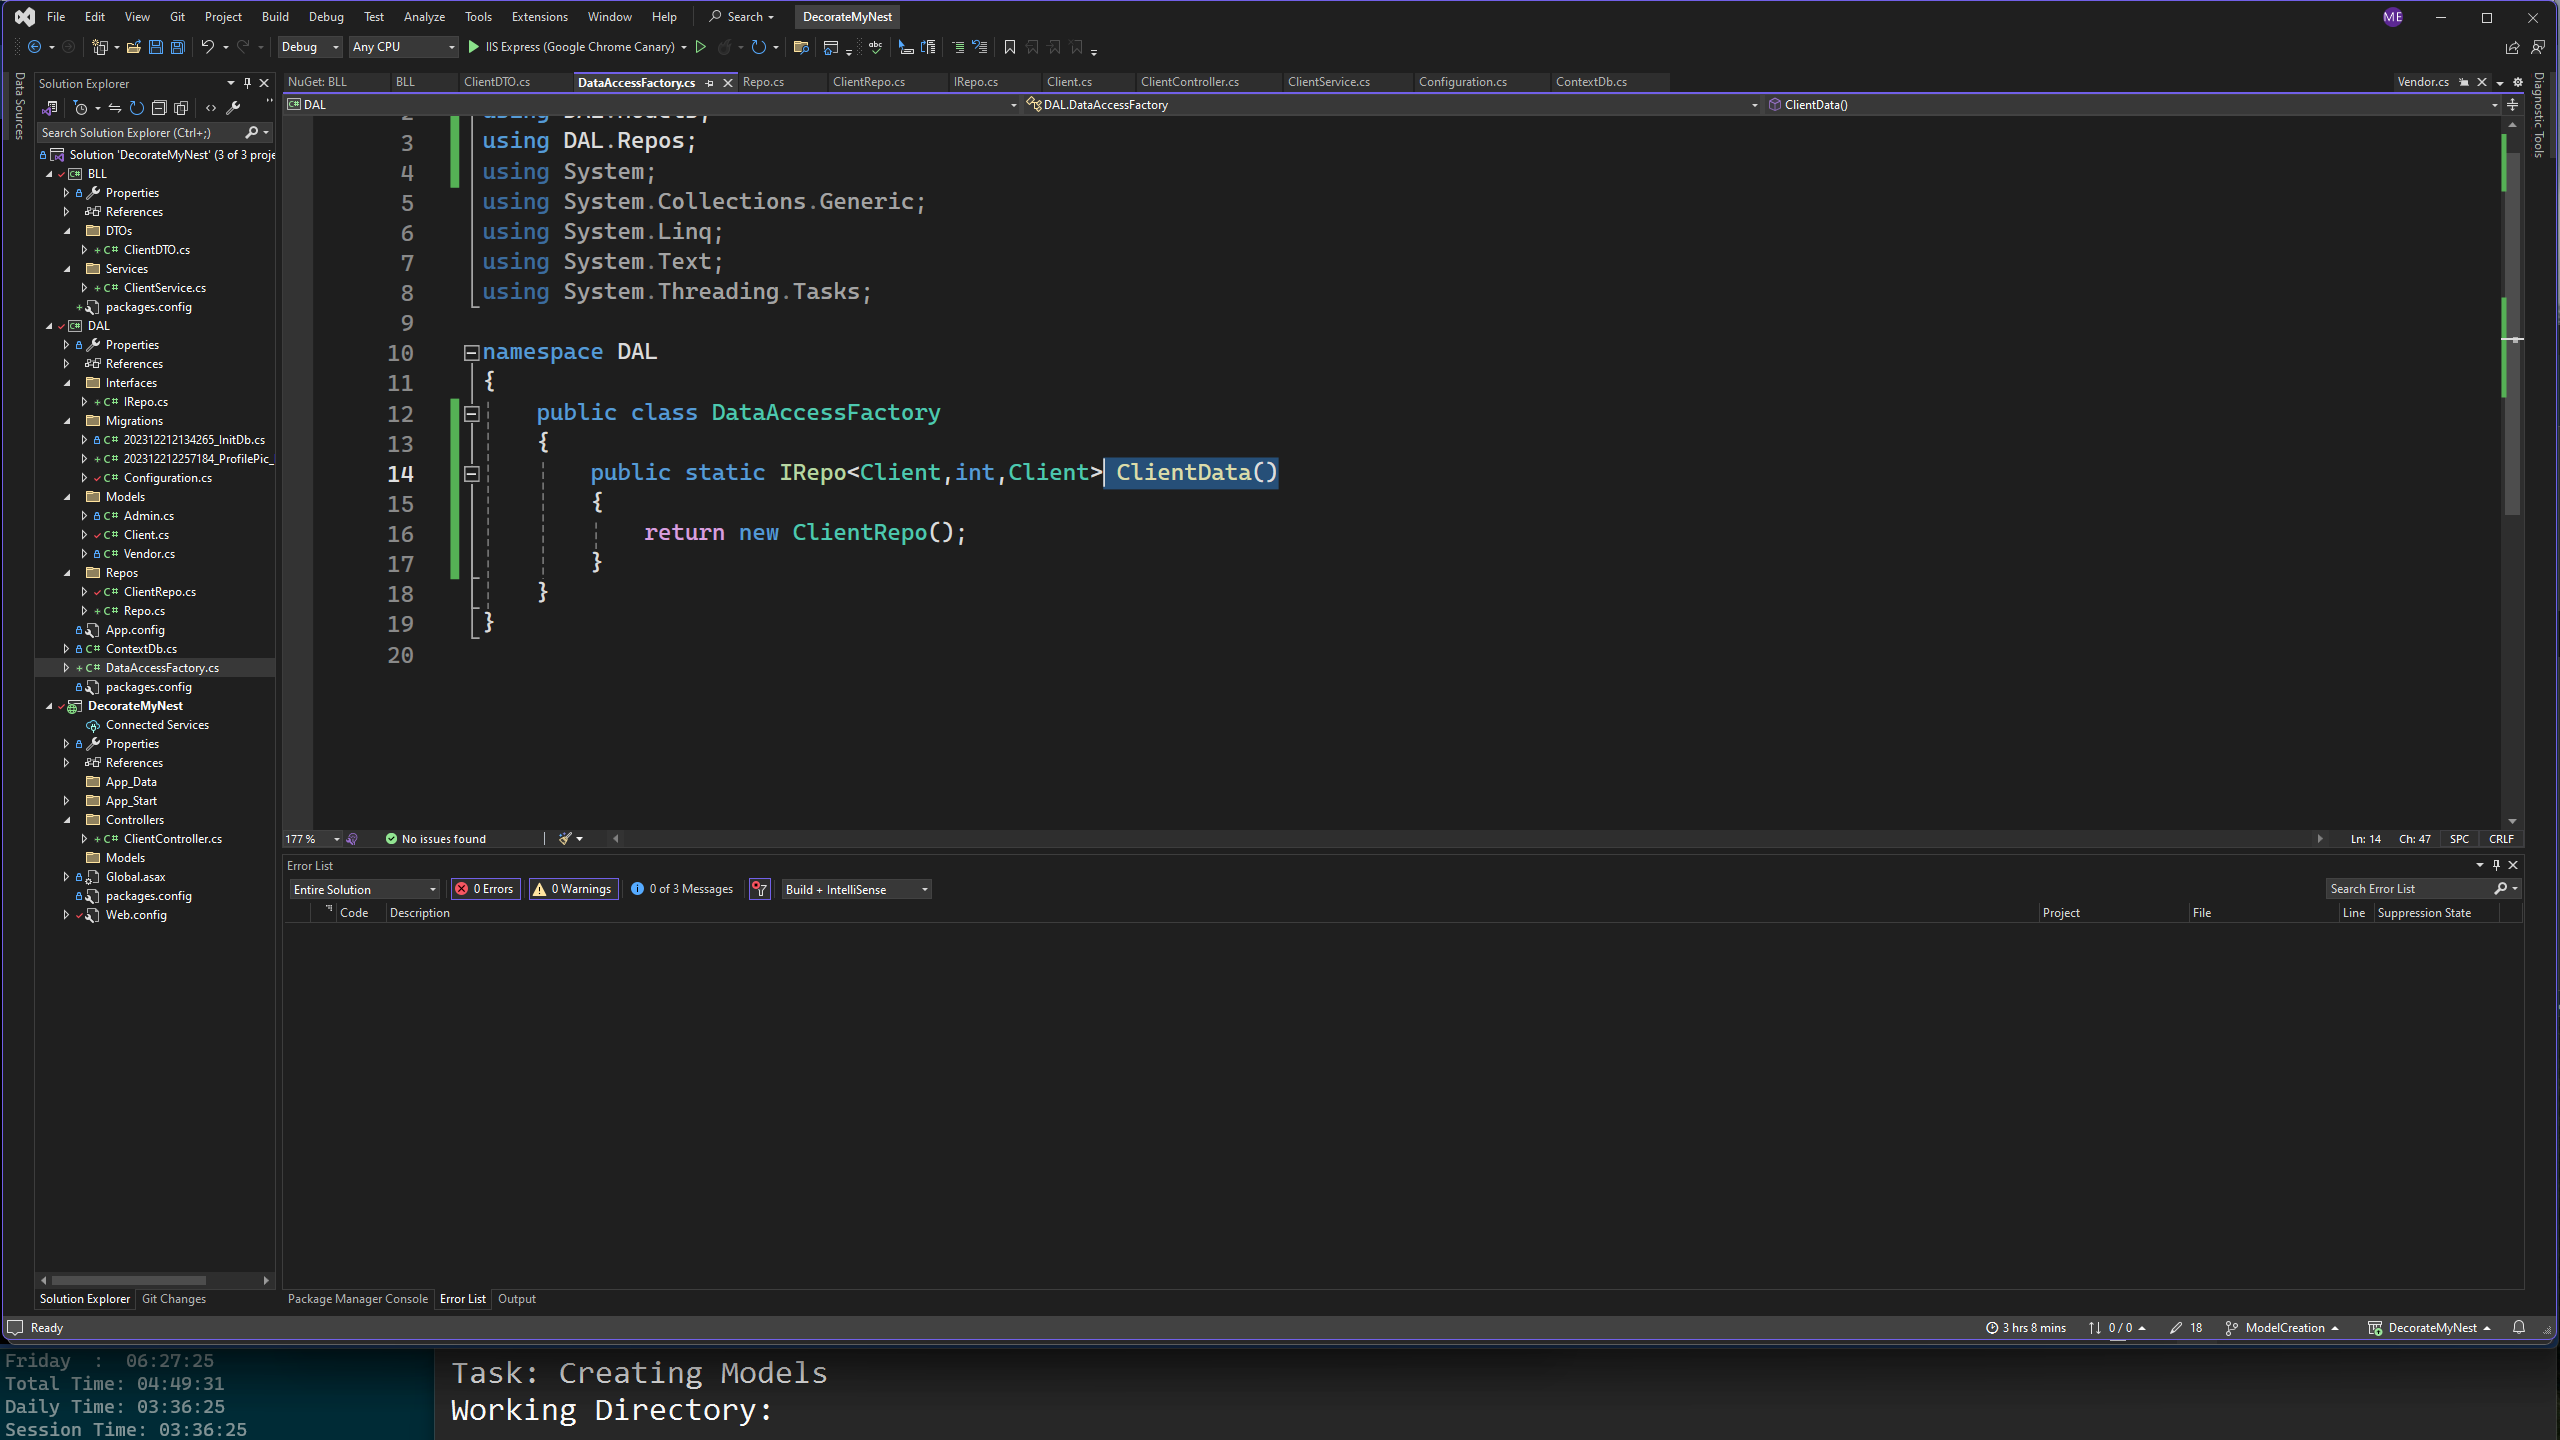 File Edit View Git Project Build Debug Test Analyze Tools Extensions Window Help Search DecorateMyNest ME
Debug Any CPU IIS Express (Google Chrome Canary)
Data Sources
Solution Explorer
Search Solution Explorer (Ctrl+;)
Solution 'DecorateMyNest' (3 of 3 proje
BLL
Properties
References
DTOs
ClientDTO.cs
Services
ClientService.cs
packages.config
DAL
Properties
References
Interfaces
IRepo.cs
Migrations
202312212134265_InitDb.cs
202312212257184_ProfilePic_
Configuration.cs
Models
Admin.cs
Client.cs
Vendor.cs
Repos
ClientRepo.cs
Repo.cs
App.config
ContextDb.cs
DataAccessFactory.cs
packages.config
DecorateMyNest
Connected Services
Properties
References
App_Data
App_Start
Controllers
ClientController.cs
Models
Global.asax
packages.config
Web.config
Solution Explorer Git Changes
NuGet: BLL BLL ClientDTO.cs DataAccessFactory.cs Repo.cs ClientRepo.cs IRepo.cs Client.cs ClientController.cs ClientService.cs Configuration.cs ContextDb.cs Vendor.cs
DAL DAL.DataAccessFactory ClientData()
Diagnostic Tools
2 using DAL.Models;
3 using DAL.Repos;
4 using System;
5 using System.Collections.Generic;
6 using System.Linq;
7 using System.Text;
8 using System.Threading.Tasks;
9
10 namespace DAL
11 {
12 public class DataAccessFactory
13 {
14 public static IRepo<Client,int,Client> ClientData()
15 {
16 return new ClientRepo();
17 }
18 }
19 }
20
177 % No issues found Ln: 14 Ch: 47 SPC CRLF
Error List
Entire Solution 0 Errors 0 Warnings 0 of 3 Messages Build + IntelliSense Search Error List
Code Description Project File Line Suppression State
Package Manager Console Error List Output
Ready 3 hrs 8 mins 0 / 0 18 ModelCreation DecorateMyNest
Friday : 06:27:25
Total Time: 04:49:31
Daily Time: 03:36:25
Session Time: 03:36:25
Task: Creating Models
Working Directory: